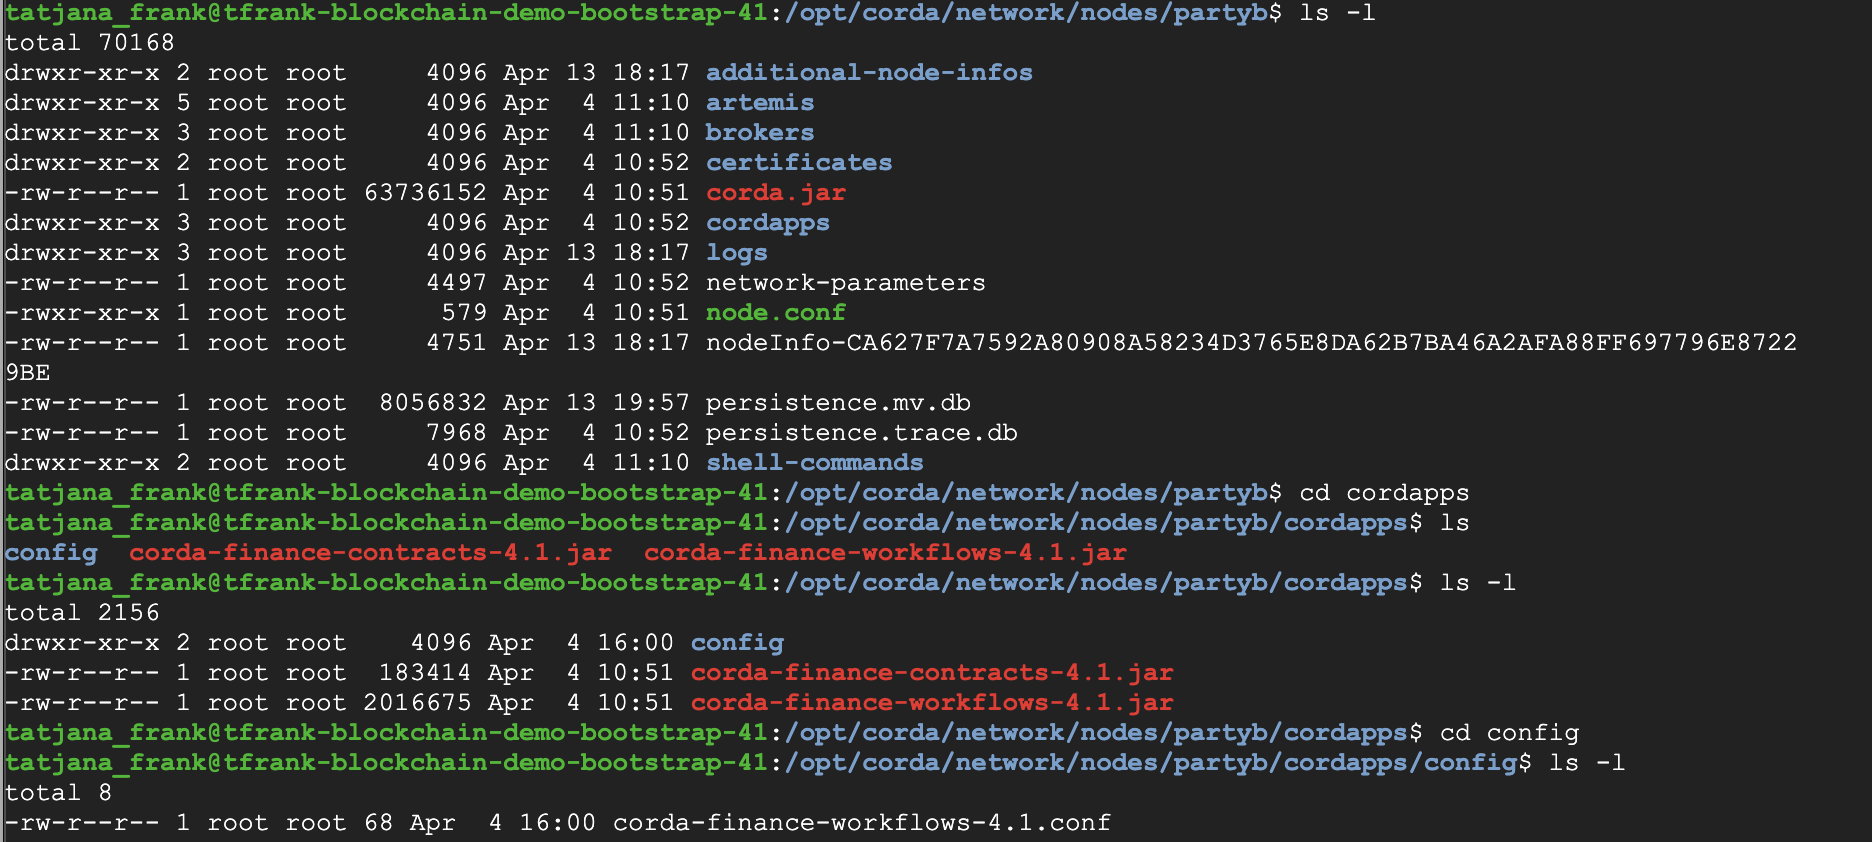 tatjana_frank@tfrank-blockchain-demo-bootstrap-41:/opt/corda/network/nodes/partyb$ ls -l
total 70168
drwxr-xr-x 2 root root     4096 Apr 13 18:17 additional-node-infos
drwxr-xr-x 5 root root     4096 Apr  4 11:10 artemis
drwxr-xr-x 3 root root     4096 Apr  4 11:10 brokers
drwxr-xr-x 2 root root     4096 Apr  4 10:52 certificates
-rw-r--r-- 1 root root 63736152 Apr  4 10:51 corda.jar
drwxr-xr-x 3 root root     4096 Apr  4 10:52 cordapps
drwxr-xr-x 3 root root     4096 Apr 13 18:17 logs
-rw-r--r-- 1 root root     4497 Apr  4 10:52 network-parameters
-rwxr-xr-x 1 root root      579 Apr  4 10:51 node.conf
-rw-r--r-- 1 root root     4751 Apr 13 18:17 nodeInfo-CA627F7A7592A80908A58234D3765E8DA62B7BA46A2AFA88FF697796E8722
9BE
-rw-r--r-- 1 root root  8056832 Apr 13 19:57 persistence.mv.db
-rw-r--r-- 1 root root     7968 Apr  4 10:52 persistence.trace.db
drwxr-xr-x 2 root root     4096 Apr  4 11:10 shell-commands
tatjana_frank@tfrank-blockchain-demo-bootstrap-41:/opt/corda/network/nodes/partyb$ cd cordapps
tatjana_frank@tfrank-blockchain-demo-bootstrap-41:/opt/corda/network/nodes/partyb/cordapps$ ls
config  corda-finance-contracts-4.1.jar  corda-finance-workflows-4.1.jar
tatjana_frank@tfrank-blockchain-demo-bootstrap-41:/opt/corda/network/nodes/partyb/cordapps$ ls -l
total 2156
drwxr-xr-x 2 root root    4096 Apr  4 16:00 config
-rw-r--r-- 1 root root  183414 Apr  4 10:51 corda-finance-contracts-4.1.jar
-rw-r--r-- 1 root root 2016675 Apr  4 10:51 corda-finance-workflows-4.1.jar
tatjana_frank@tfrank-blockchain-demo-bootstrap-41:/opt/corda/network/nodes/partyb/cordapps$ cd config
tatjana_frank@tfrank-blockchain-demo-bootstrap-41:/opt/corda/network/nodes/partyb/cordapps/config$ ls -l
total 8
-rw-r--r-- 1 root root 68 Apr  4 16:00 corda-finance-workflows-4.1.conf